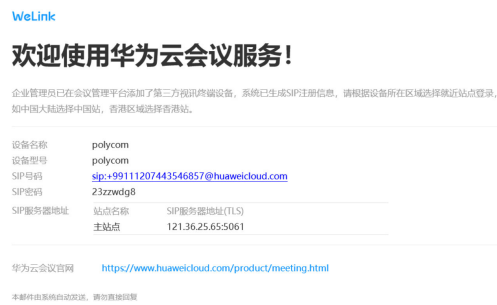 WeLink
欢迎使用华为云会议服务！
企业管理员已在会议管理平台添加了第三方视讯终端设备，系统已生成SIP注册信息，请根据设备所在区域选择就近站点登录，
如中国大陆选择中国站，香港区域选择香港站。
设备名称 polycom
设备型号 polycom
SIP号码 sip:+99111207443546857@huaweicloud.com
SIP密码 23zzwdg8
SIP服务器地址 站点名称 SIP服务器地址(TLS)
主站点 121.36.25.65:5061
华为云会议官网 https://www.huaweicloud.com/product/meeting.html
本邮件由系统自动发送，请勿直接回复